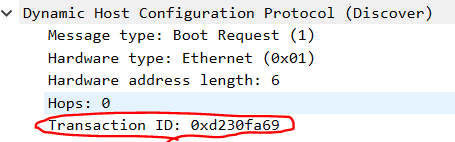 Dynamic Host Configuration Protocol (Discover)
Message type: Boot Request (1)
Hardware type: Ethernet (0x01)
Hardware address length: 6
Hops: 0
Transaction ID: 0xd230fa69